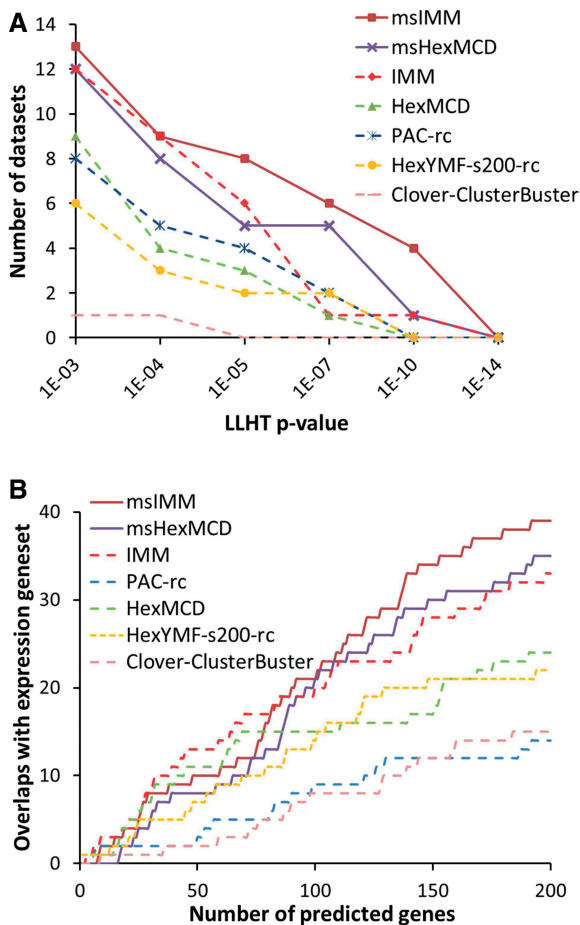 A
Number of datasets
14
12
10
8
6
4
2
0
1E-03
1E-04
1E-05
1E-07
1E-10
1E-14
LLHT p-value
msIMM
msHexMCD
IMM
HexMCD
PAC-rc
HexYMF-s200-rc
Clover-ClusterBuster
B
Overlaps with expression geneset
40
30
20
10
0
0
50
100
150
200
Number of predicted genes
msIMM
msHexMCD
IMM
PAC-rc
HexMCD
HexYMF-s200-rc
Clover-ClusterBuster